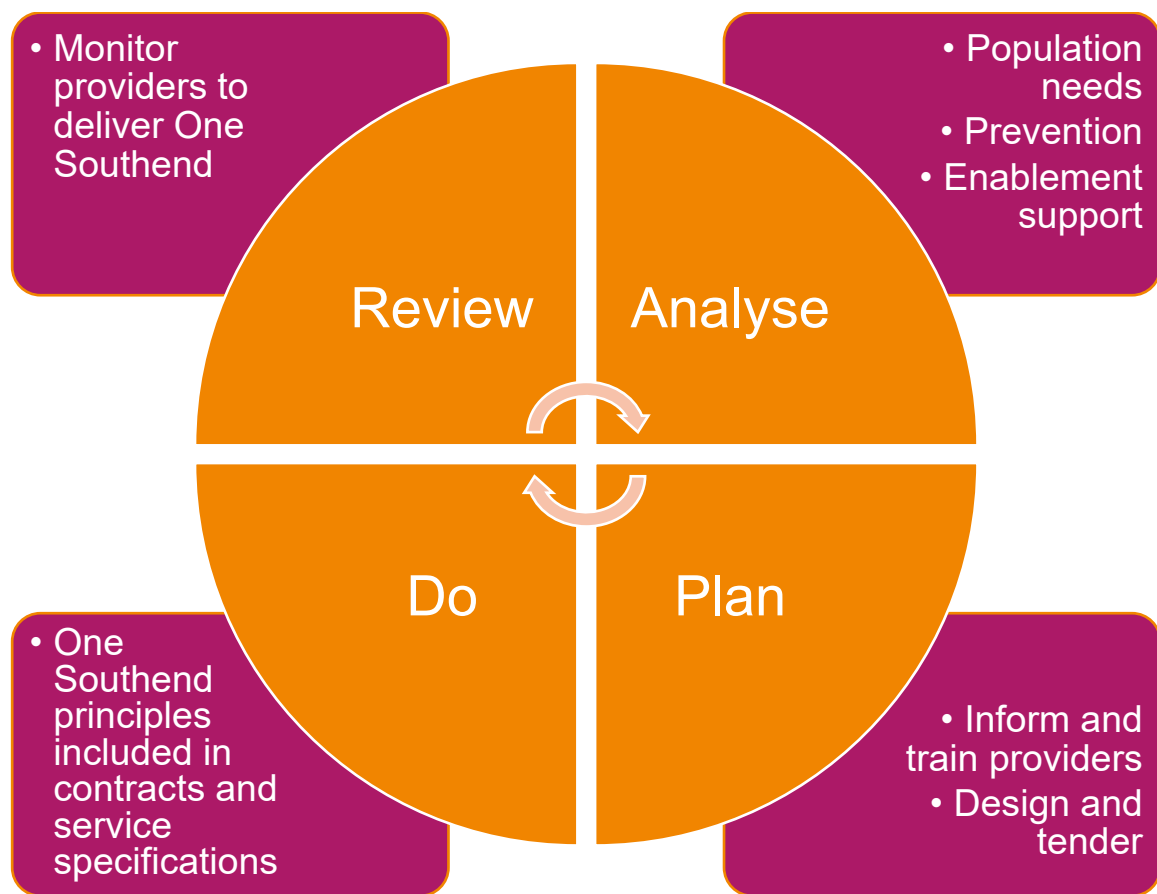 • Monitor
providers to
deliver One
Southend
• Population
needs
• Prevention
• Enablement
support
Review
Analyse
Do
Plan
• One
Southend
principles
included in
contracts and
service
specifications
• Inform and
train providers
• Design and
tender